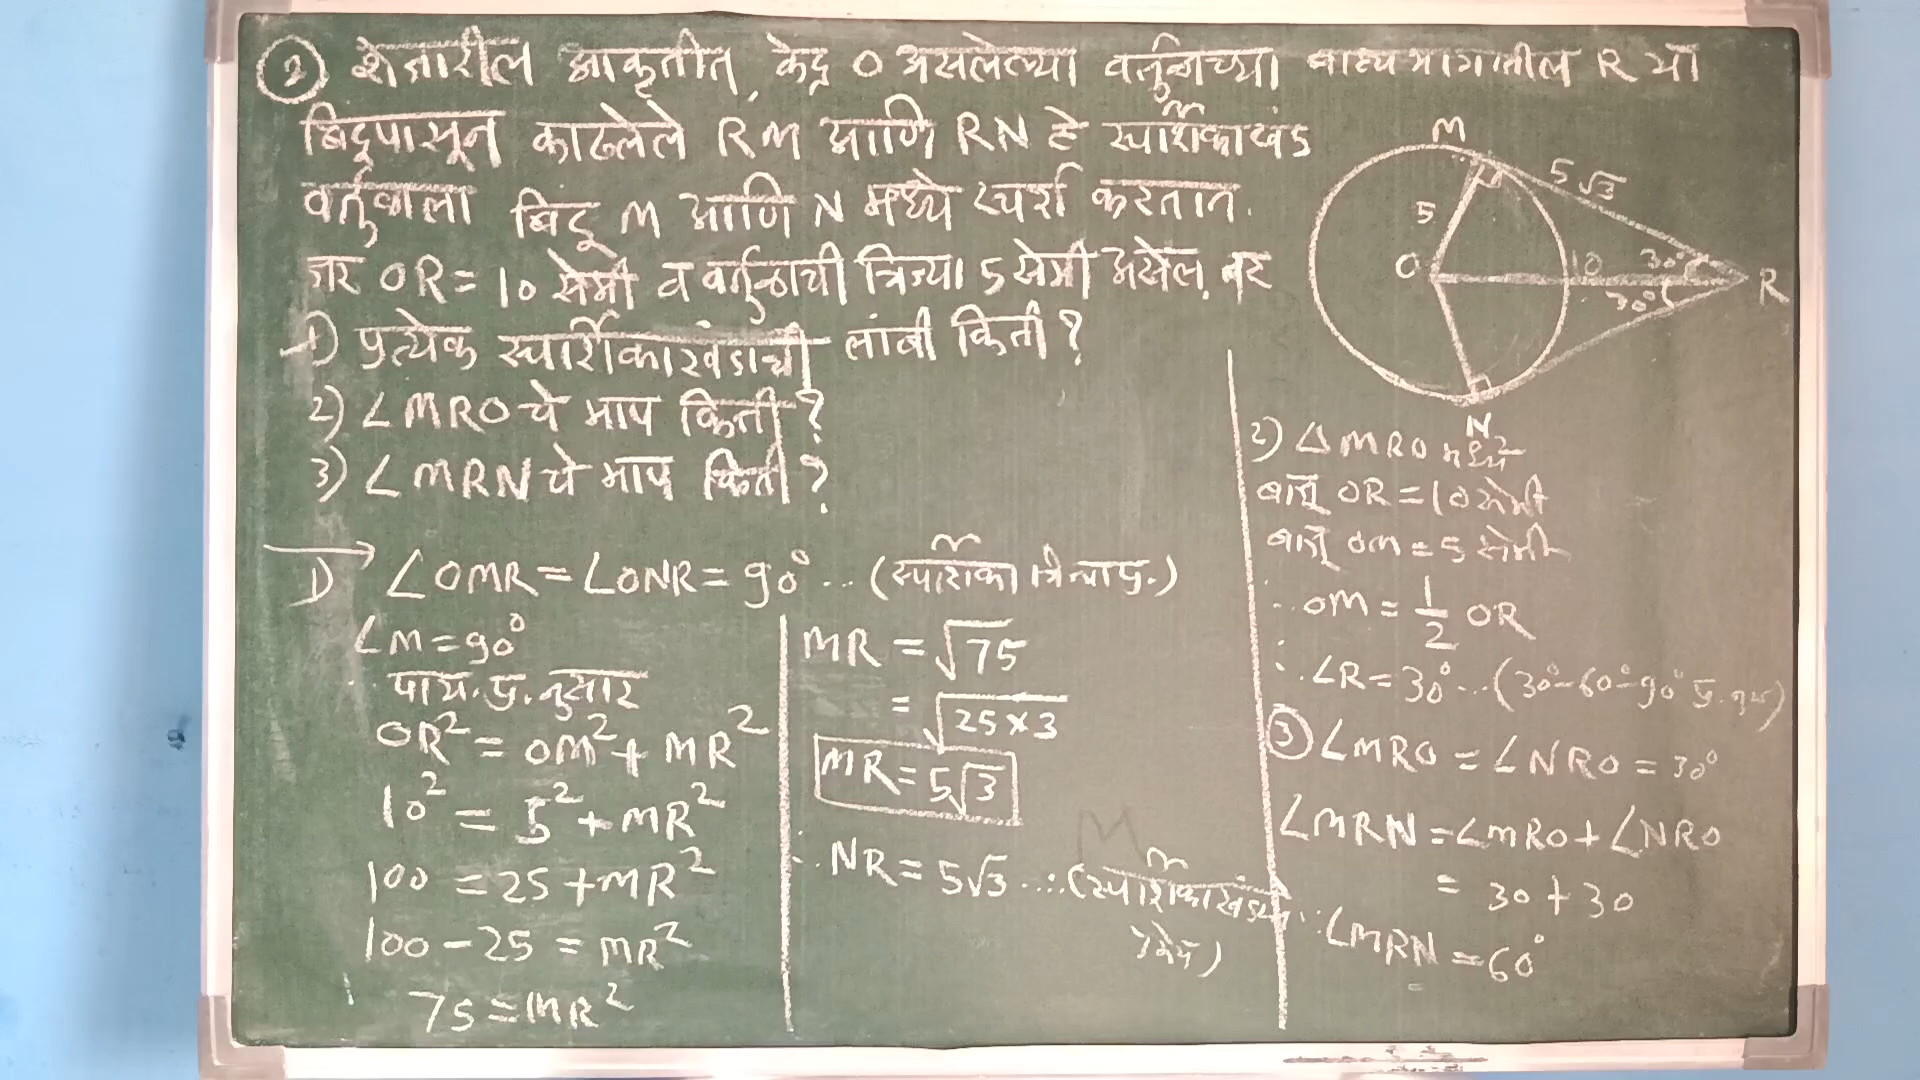 2 शेजारील आकृतीत, केंद्र O असलेल्या वर्तुळाच्या बाह्य भागातील R या
बिंदूपासून काढलेले RM आणि RN हे स्पर्शिकाखंड
वर्तुळाला बिंदू M आणि N मध्ये स्पर्श करतात.
जर OR = 10 सेमी व वर्तुळाची त्रिज्या 5 सेमी असेल, तर
1) प्रत्येक स्पर्शिकाखंडाची लांबी किती?
2) ∠MRO चे माप किती?
3) ∠MRN चे माप किती?
M
5√3
5
O
10
30°
30°
R
N
1) ∠OMR = ∠ONR = 90° ... (स्पर्शिका त्रिज्या प्र.)
∠M = 90°
पाय. प्र. नुसार
OR² = OM² + MR²
10² = 5² + MR²
100 = 25 + MR²
100 - 25 = MR²
75 = MR²
MR = √75
= √25 × 3
MR = 5√3
∴ NR = 5√3 ... (स्पर्शिकाखंड
2) △MRO मध्ये
बाजू OR = 10 सेमी
बाजू OM = 5 सेमी
∴ OM = 1/2 OR
∴ ∠R = 30° ... (30°-60°-90° प्र.
3 ∠MRO = ∠NRO = 30°
∠MRN = ∠MRO + ∠NRO
= 30 + 30
∴ ∠MRN = 60°